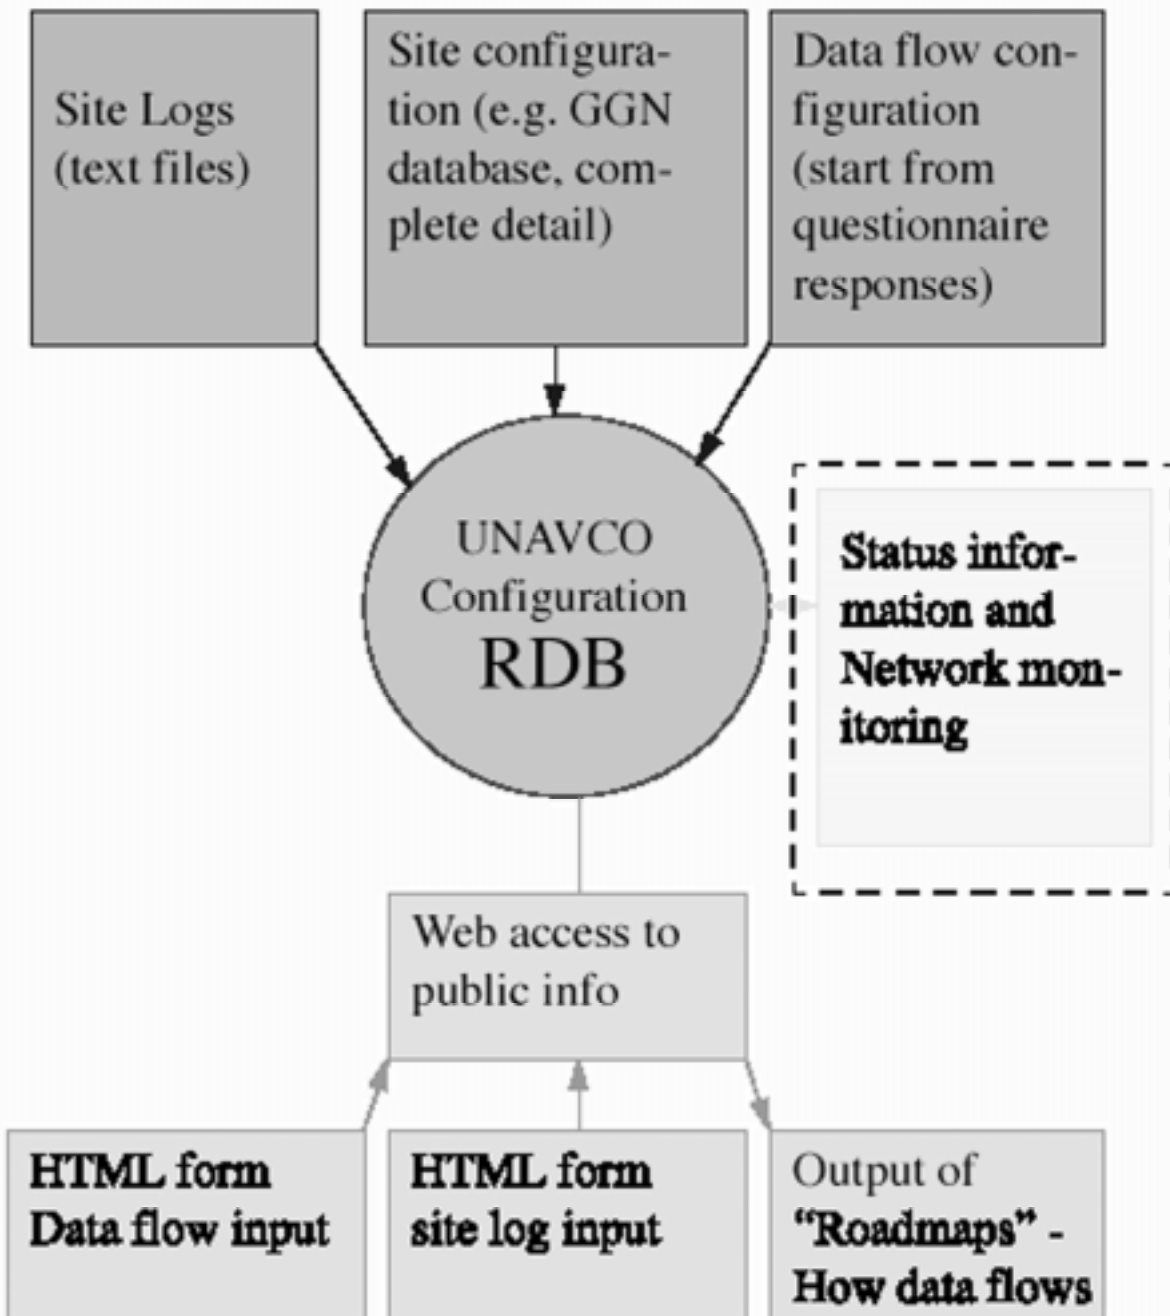 Site Logs
(text files)
Site configura-
tion (e.g. GGN
database, com-
plete detail)
Data flow con-
figuration
(start from
questionnaire
responses)
UNAVCO
Configuration
RDB
Status infor-
mation and
Network mon-
itoring
Web access to
public info
HTML form
Data flow input
HTML form
site log input
Output of
“Roadmaps” -
How data flows